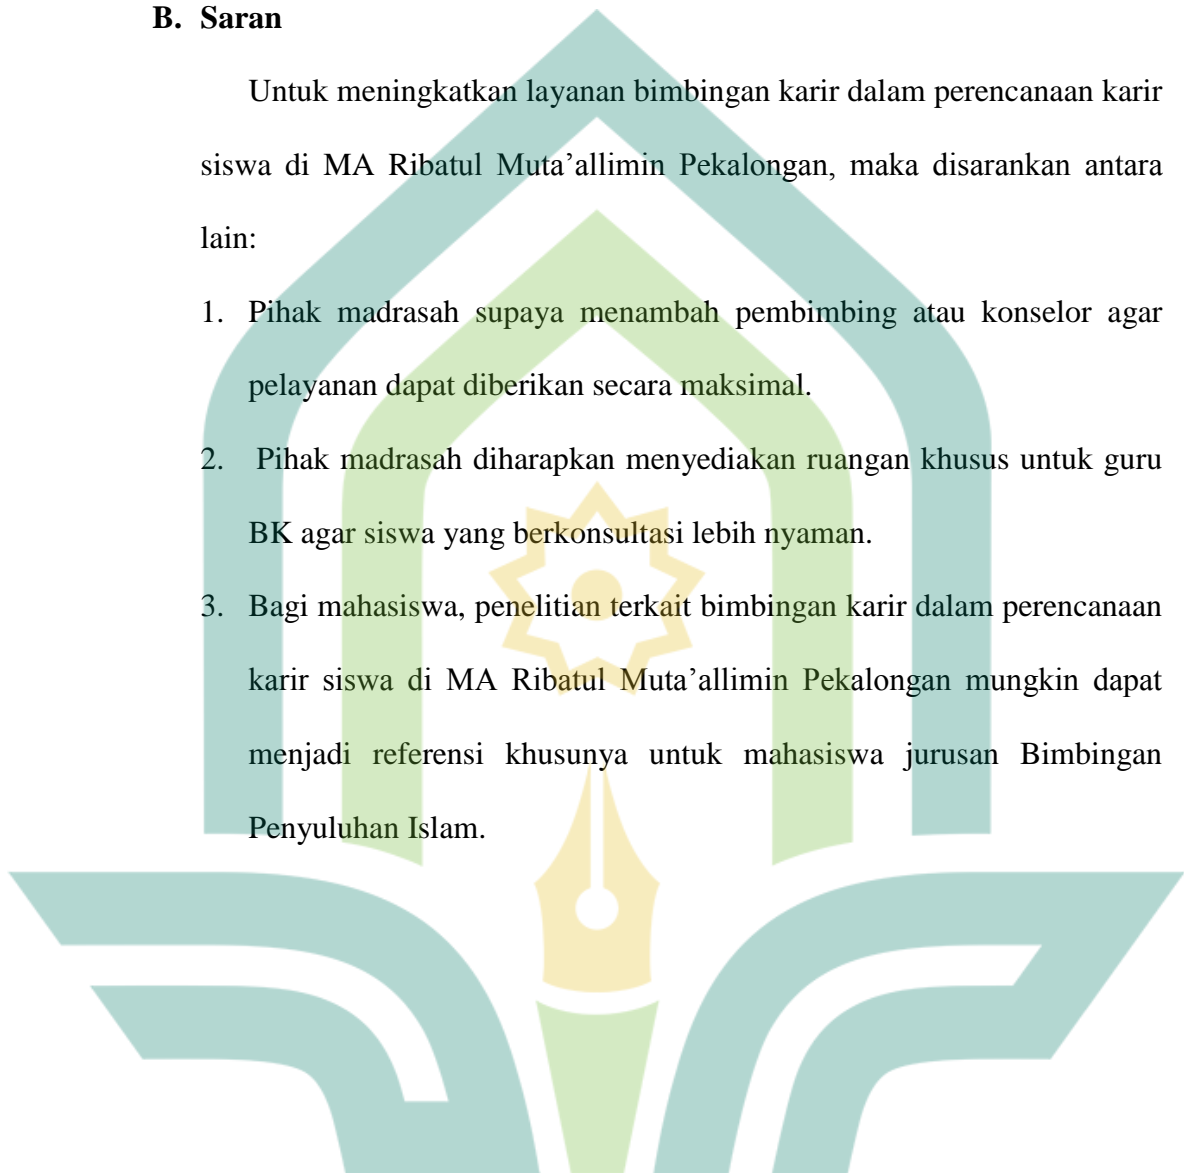 B. Saran
Untuk meningkatkan layanan bimbingan karir dalam perencanaan karir
siswa di MA Ribatul Muta’allimin Pekalongan, maka disarankan antara
lain:
1. Pihak madrasah supaya menambah pembimbing atau konselor agar
pelayanan dapat diberikan secara maksimal.
2. Pihak madrasah diharapkan menyediakan ruangan khusus untuk guru
BK agar siswa yang berkonsultasi lebih nyaman.
3. Bagi mahasiswa, penelitian terkait bimbingan karir dalam perencanaan
karir siswa di MA Ribatul Muta’allimin Pekalongan mungkin dapat
menjadi referensi khusunya untuk mahasiswa jurusan Bimbingan
Penyuluhan Islam.